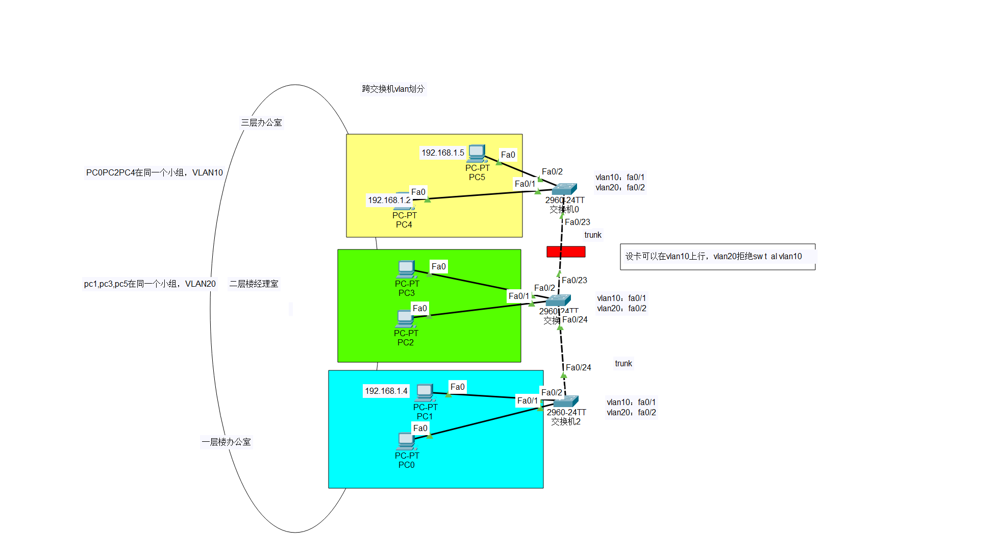 跨交换机vlan划分
三层办公室
PC0PC2PC4在同一个小组，VLAN10
pc1,pc3,pc5在同一个小组，VLAN20
二层楼经理室
一层楼办公室
192.168.1.5
Fa0
PC-PT
PC5
Fa0/2
Fa0/1
Fa0
192.168.1.2
PC-PT
PC4
2960-24TT
交换机0
vlan10：fa0/1
vlan20：fa0/2
Fa0/23
trunk
设卡可以在vlan10上行，vlan20拒绝sw t al vlan10
Fa0
PC-PT
PC3
Fa0/23
Fa0/2
Fa0/1
Fa0
PC-PT
PC2
2960-24TT
交换
Fa0/24
vlan10：fa0/1
vlan20：fa0/2
Fa0/24
trunk
192.168.1.4
Fa0
PC-PT
PC1
Fa0/2
Fa0/1
Fa0
PC-PT
PC0
2960-24TT
交换机2
vlan10：fa0/1
vlan20：fa0/2